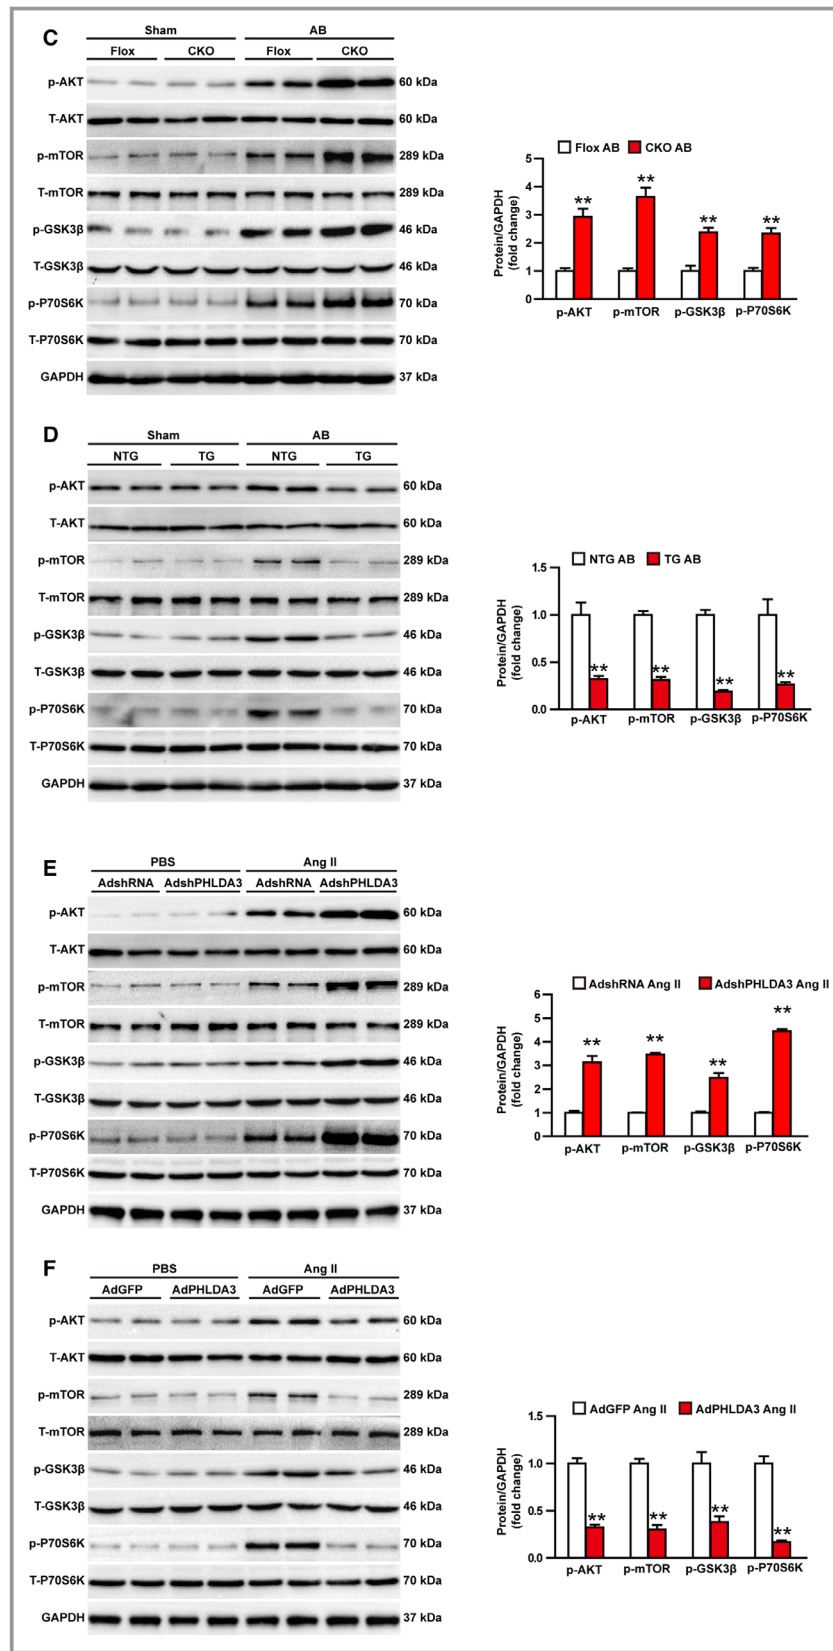 C
Sham AB
Flox CKO Flox CKO
p-AKT 60 kDa
T-AKT 60 kDa
p-mTOR 289 kDa
T-mTOR 289 kDa
p-GSK3β 46 kDa
T-GSK3β 46 kDa
p-P70S6K 70 kDa
T-P70S6K 70 kDa
GAPDH 37 kDa
Flox AB CKO AB
Protein/GAPDH
(fold change)
5
4
3
2
1
0
** ** ** **
p-AKT p-mTOR p-GSK3β p-P70S6K
D
Sham AB
NTG TG NTG TG
p-AKT 60 kDa
T-AKT 60 kDa
p-mTOR 289 kDa
T-mTOR 289 kDa
p-GSK3β 46 kDa
T-GSK3β 46 kDa
p-P70S6K 70 kDa
T-P70S6K 70 kDa
GAPDH 37 kDa
NTG AB TG AB
Protein/GAPDH
(fold change)
1.5
1.0
0.5
0.0
** ** ** **
p-AKT p-mTOR p-GSK3β p-P70S6K
E
PBS Ang II
AdshRNA AdshPHLDA3 AdshRNA AdshPHLDA3
p-AKT 60 kDa
T-AKT 60 kDa
p-mTOR 289 kDa
T-mTOR 289 kDa
p-GSK3β 46 kDa
T-GSK3β 46 kDa
p-P70S6K 70 kDa
T-P70S6K 70 kDa
GAPDH 37 kDa
AdshRNA Ang II AdshPHLDA3 Ang II
Protein/GAPDH
(fold change)
6
5
4
3
2
1
0
** ** ** **
p-AKT p-mTOR p-GSK3β p-P70S6K
F
PBS Ang II
AdGFP AdPHLDA3 AdGFP AdPHLDA3
p-AKT 60 kDa
T-AKT 60 kDa
p-mTOR 289 kDa
T-mTOR 289 kDa
p-GSK3β 46 kDa
T-GSK3β 46 kDa
p-P70S6K 70 kDa
T-P70S6K 70 kDa
GAPDH 37 kDa
AdGFP Ang II AdPHLDA3 Ang II
Protein/GAPDH
(fold change)
1.5
1.0
0.5
0.0
** ** ** **
p-AKT p-mTOR p-GSK3β p-P70S6K